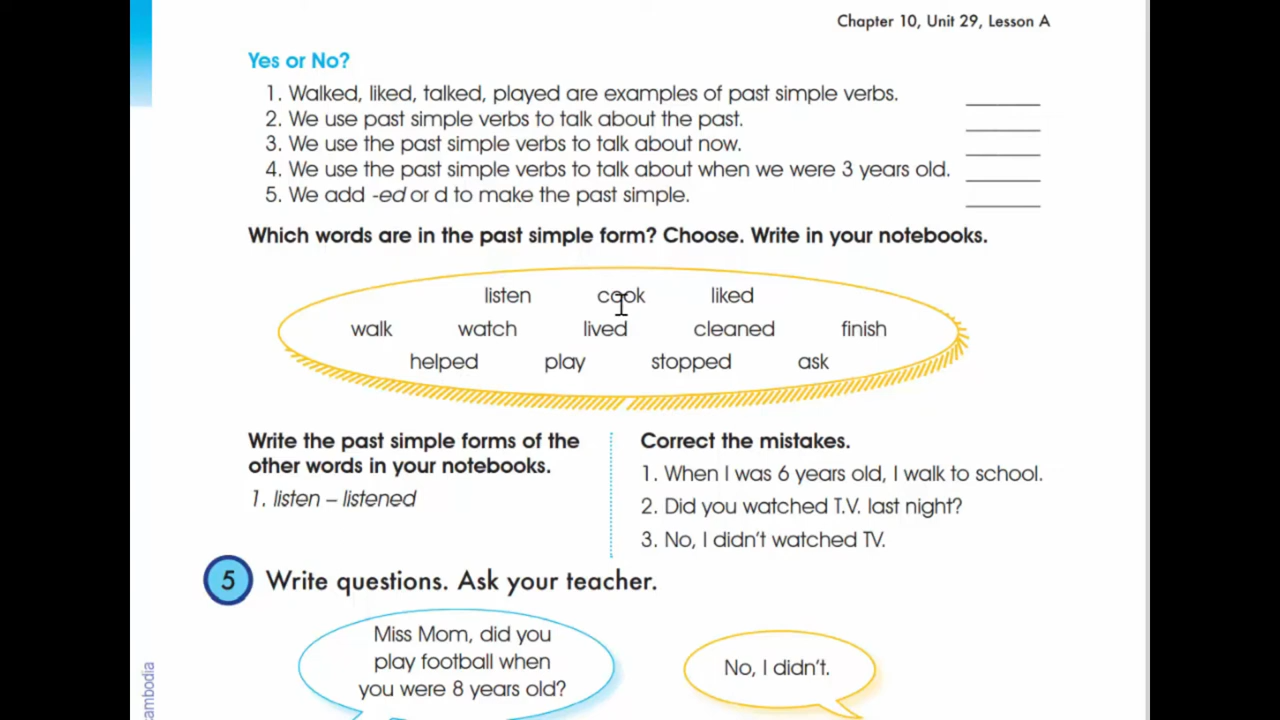 Chapter 10, Unit 29, Lesson A
Yes or No?
1. Walked, liked, talked, played are examples of past simple verbs.
2. We use past simple verbs to talk about the past.
3. We use the past simple verbs to talk about now.
4. We use the past simple verbs to talk about when we were 3 years old.
5. We add -ed or d to make the past simple.
Which words are in the past simple form? Choose. Write in your notebooks.
listen cook liked
walk watch lived cleaned finish
helped play stopped ask
Write the past simple forms of the
other words in your notebooks.
1. listen – listened
Correct the mistakes.
1. When I was 6 years old, I walk to school.
2. Did you watched T.V. last night?
3. No, I didn't watched TV.
5 Write questions. Ask your teacher.
Miss Mom, did you
play football when
you were 8 years old?
No, I didn't.